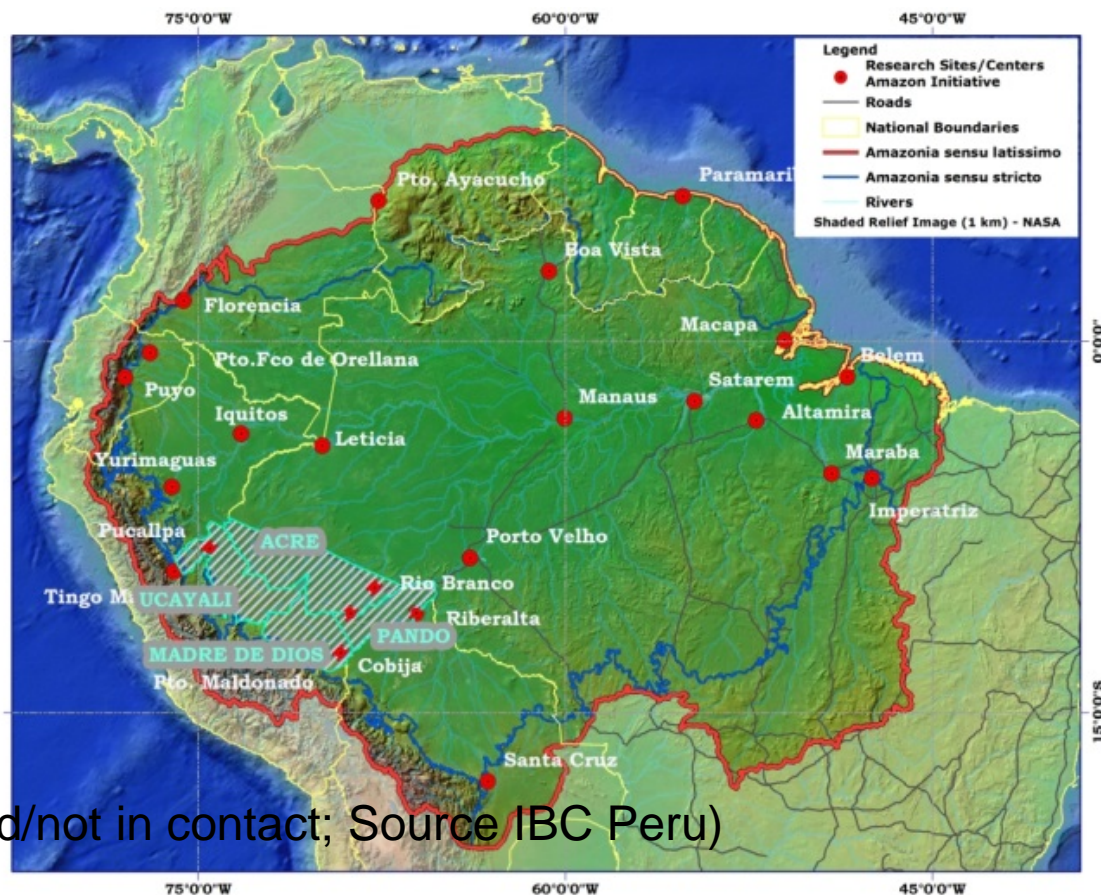 75°0'0"W
60°0'0"W
45°0'0"W
Legend
Research Sites/Centers
Amazon Initiative
Roads
National Boundaries
Amazonia sensu latissimo
Amazonia sensu stricto
Rivers
Shaded Relief Image (1 km) - NASA
Pto. Ayacucho
Boa Vista
Florencia
Macapa
0°0'0"
Pto.Fco de Orellana
Belem
Puyo
Satarem
Manaus
Iquitos
Altamira
Leticia
Yurimaguas
Maraba
Imperatriz
Pucallpa
ACRE
Porto Velho
Rio Branco
Tingo
UCAYALI
Riberalta
PANDO
MADRE DE DIOS
Cobija
Pto. Maldonado
15°0'0"S
Santa Cruz
not in contact; Source IBC Peru)
75°0'0"W
60°0'0"W
45°0'0"W